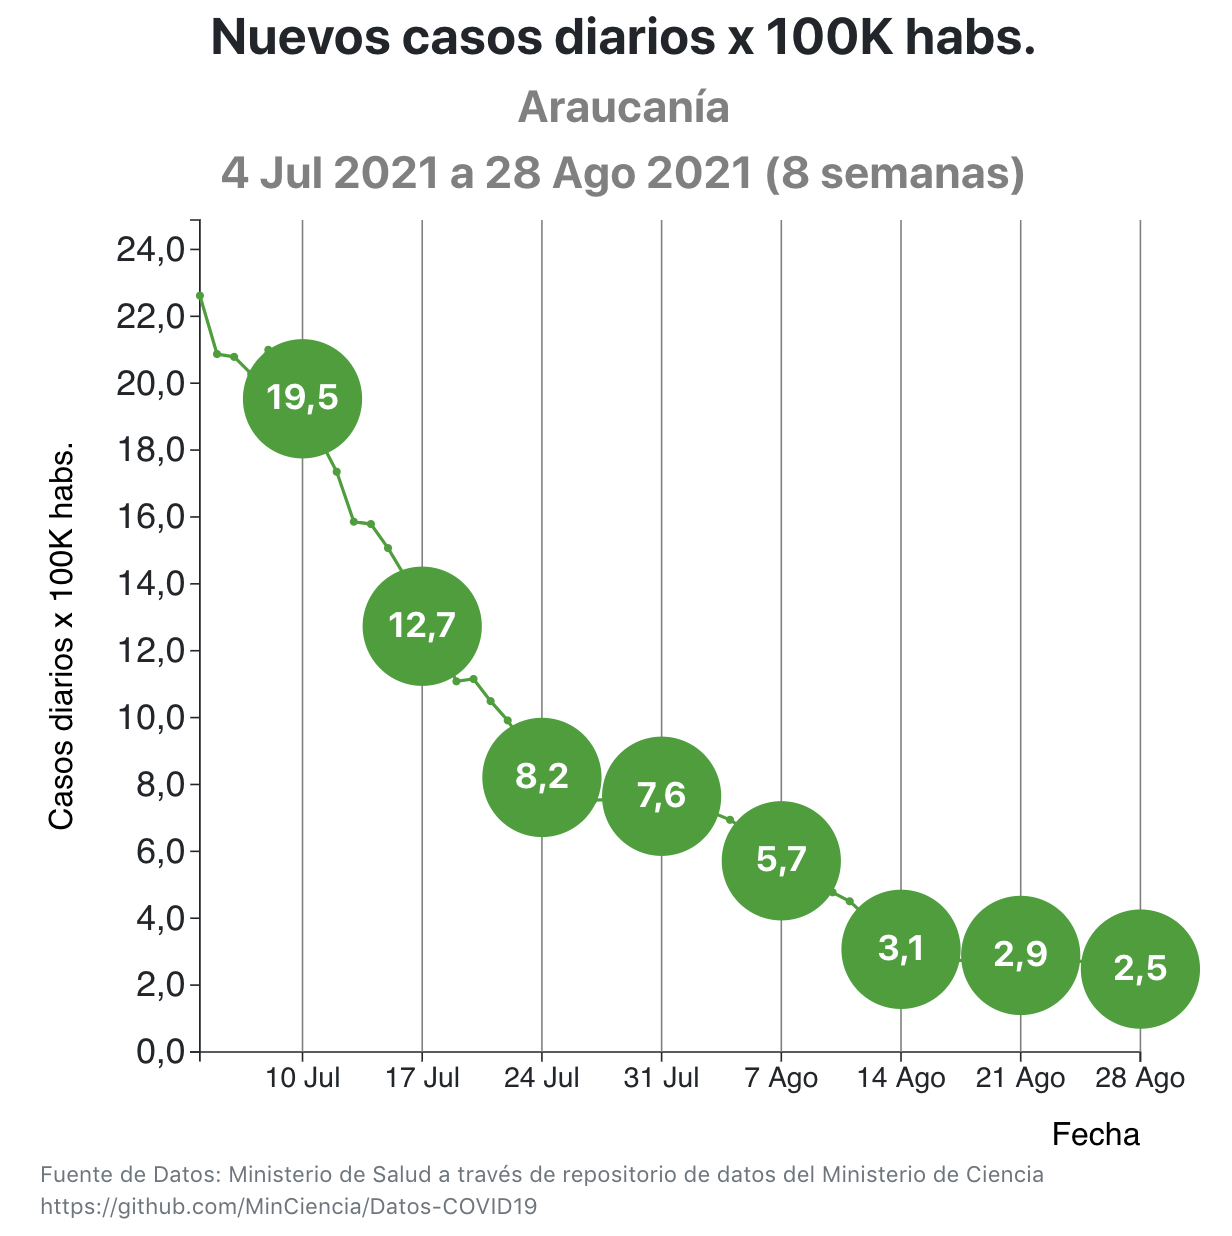 Nuevos casos diarios x 100K habs.
Araucanía
4 Jul 2021 a 28 Ago 2021 (8 semanas)
24,0
22,0
20,0
18,0
16,0
14,0
12,0
10,0
8,0
6,0
4,0
2,0
0,0
Casos diarios x 100K habs.
19,5
12,7
8,2
7,6
5,7
3,1
2,9
2,5
10 Jul
17 Jul
24 Jul
31 Jul
7 Ago
14 Ago
21 Ago
28 Ago
Fecha
Fuente de Datos: Ministerio de Salud a través de repositorio de datos del Ministerio de Ciencia
https://github.com/MinCiencia/Datos-COVID19